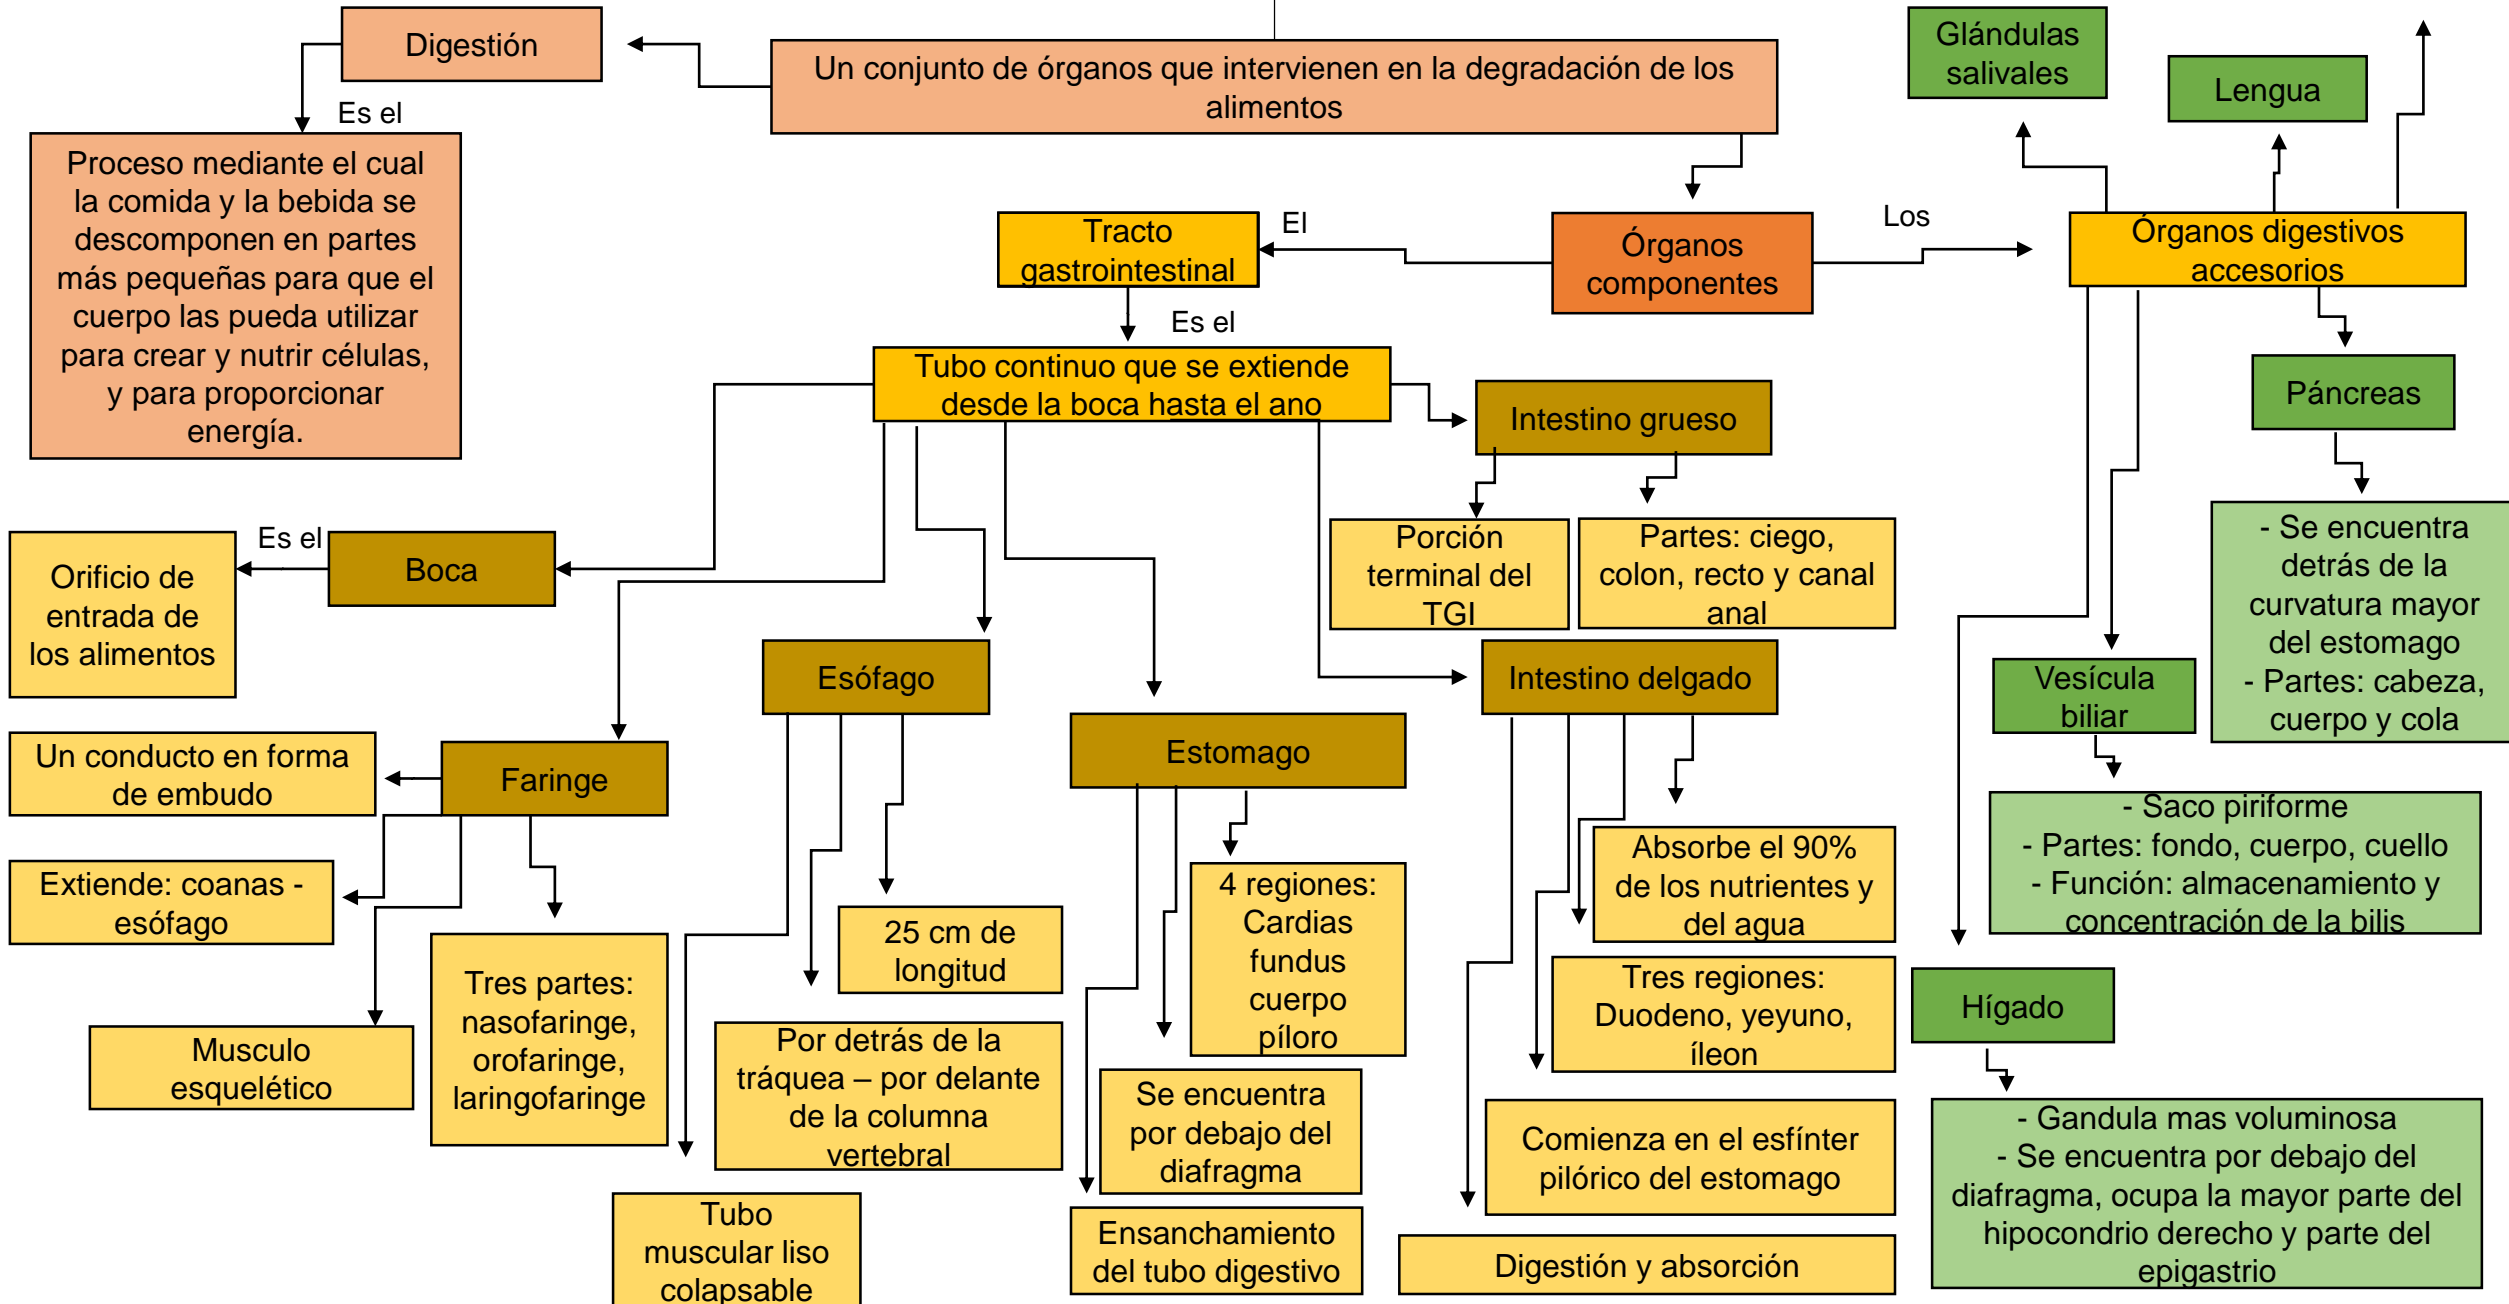 Digestión
Un conjunto de órganos que intervienen en la degradación de los
alimentos
Glándulas
salivales
Lengua
Es el
Proceso mediante el cual
la comida y la bebida se
descomponen en partes
más pequeñas para que el
cuerpo las pueda utilizar
para crear y nutrir células,
y para proporcionar
energía.
Tracto
gastrointestinal
El
Órganos
componentes
Los
Órganos digestivos
accesorios
Es el
Tubo continuo que se extiende
desde la boca hasta el ano
Intestino grueso
Páncreas
Porción
terminal del
TGI
Partes: ciego,
colon, recto y canal
anal
- Se encuentra
detrás de la
curvatura mayor
del estomago
- Partes: cabeza,
cuerpo y cola
Orificio de
entrada de
los alimentos
Es el
Boca
Esófago
Intestino delgado
Vesícula
biliar
Estomago
Un conducto en forma
de embudo
Faringe
- Saco piriforme
- Partes: fondo, cuerpo, cuello
- Función: almacenamiento y
concentración de la bilis
Extiende: coanas -
esófago
25 cm de
longitud
4 regiones:
Cardias
fundus
cuerpo
píloro
Absorbe el 90%
de los nutrientes y
del agua
Tres partes:
nasofaringe,
orofaringe,
laringofaringe
Tres regiones:
Duodeno, yeyuno,
íleon
Hígado
Musculo
esquelético
Por detrás de la
tráquea – por delante
de la columna
vertebral
Se encuentra
por debajo del
diafragma
Comienza en el esfínter
pilórico del estomago
- Gandula mas voluminosa
- Se encuentra por debajo del
diafragma, ocupa la mayor parte del
hipocondrio derecho y parte del
epigastrio
Tubo
muscular liso
colapsable
Ensanchamiento
del tubo digestivo
Digestión y absorción